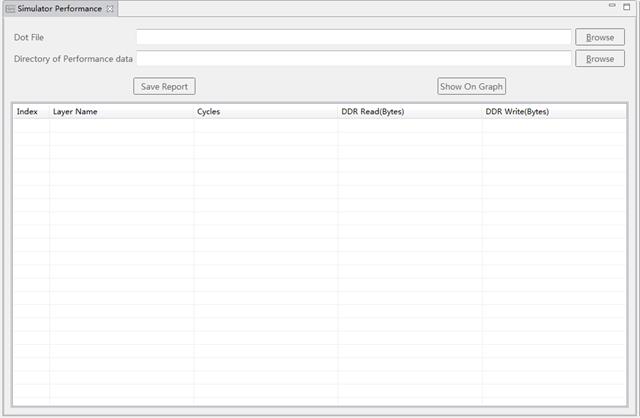 Simulator Performance
Dot File Browse
Directory of Performance data Browse
Save Report Show On Graph
Index Layer Name Cycles DDR Read(Bytes) DDR Write(Bytes)